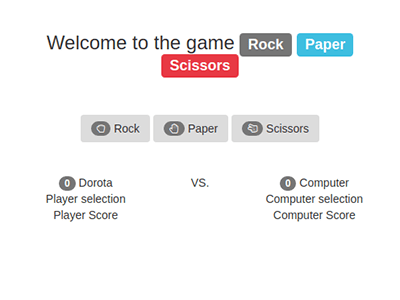 Welcome to the game Rock Paper
Scissors
Rock Paper Scissors
0 Dorota VS. 0 Computer
Player selection Computer selection
Player Score Computer Score